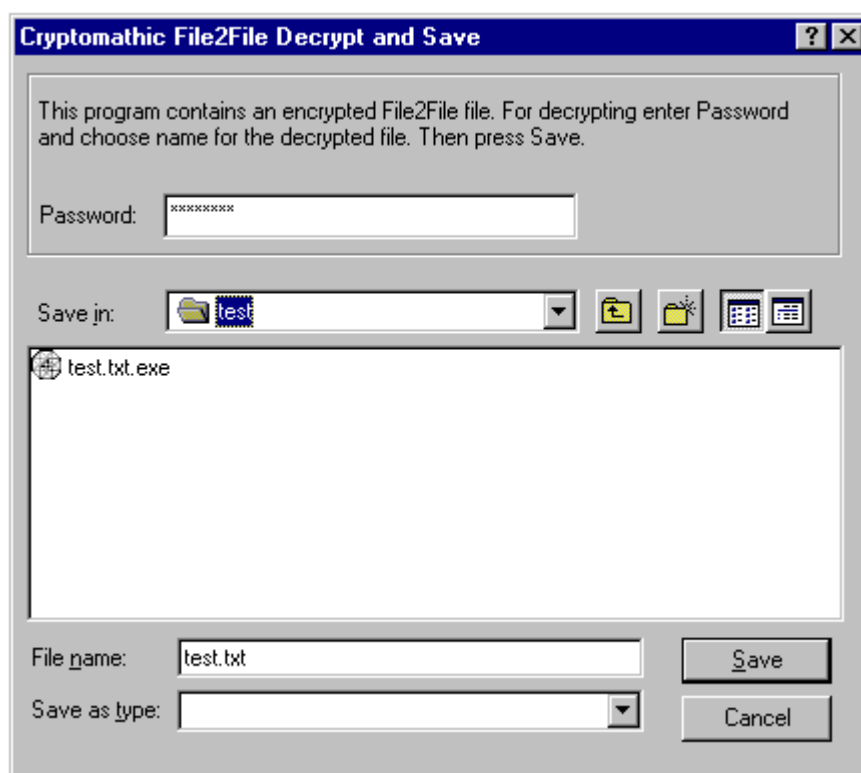 Cryptomathic File2File Decrypt and Save
This program contains an encrypted File2File file. For decrypting enter Password
and choose name for the decrypted file. Then press Save.
Password: ********
Save in: test
test.txt.exe
File name: test.txt Save
Save as type: Cancel